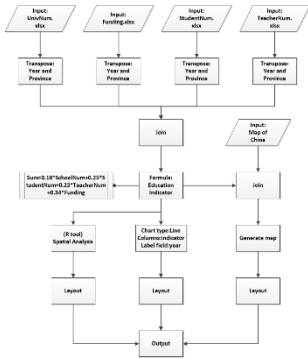 Input:
UnivNum.
xlsx
Input:
Funding.xlsx
Input:
StudentNum.
xlsx
Input:
TeacherNum.
xlsx
Transpose:
Year and
Province
Transpose:
Year and
Province
Transpose:
Year and
Province
Transpose:
Year and
Province
Join
Input:
Map of
China
Sum=0.18*SchoolNum+0.25*S
tudentNum+0.23*TeacherNum
+0.34*Funding
Formula:
Education
Indicator
Join
(R tool)
Spatial Analysis
Chart type:Line
Columns:Indicator
Label field:year
Generate map
Layout
Layout
Layout
Output